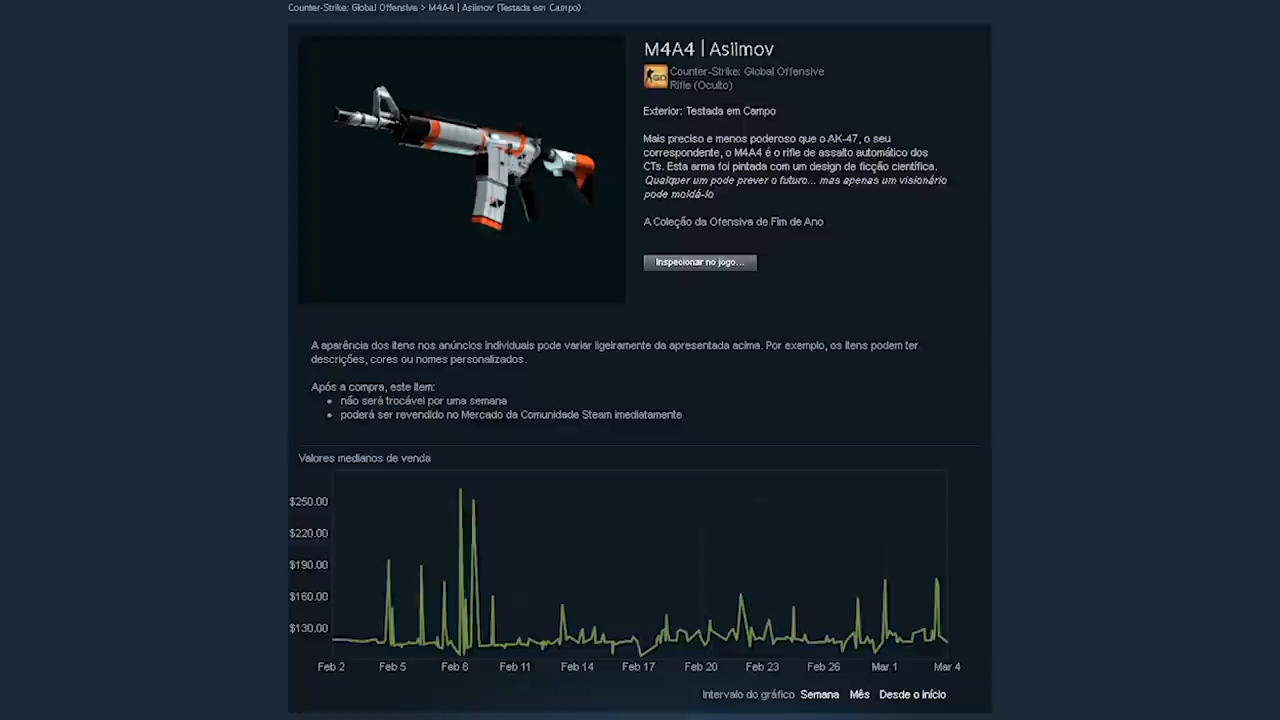 Counter-Strike: Global Offensive > M4A4 | Asiimov (Testada em Campo)
M4A4 | Asiimov
Counter-Strike: Global Offensive
Rifle (Oculto)
Exterior: Testada em Campo
Mais preciso e menos poderoso que o AK-47, o seu
correspondente, o M4A4 é o rifle de assalto automático dos
CTs. Esta arma foi pintada com um design de ficção científica.
Qualquer um pode prever o futuro... mas apenas um visionário
pode moldá-lo
A Coleção da Ofensiva de Fim de Ano
Inspecionar no jogo...
A aparência dos itens nos anúncios individuais pode variar ligeiramente da apresentada acima. Por exemplo, os itens podem ter
descrições, cores ou nomes personalizados.
Após a compra, este item:
• não será trocável por uma semana
• poderá ser revendido no Mercado da Comunidade Steam imediatamente
Valores medianos de venda
$250.00
$220.00
$190.00
$160.00
$130.00
Feb 2 Feb 5 Feb 8 Feb 11 Feb 14 Feb 17 Feb 20 Feb 23 Feb 26 Mar 1 Mar 4
Intervalo do gráfico Semana Mês Desde o início